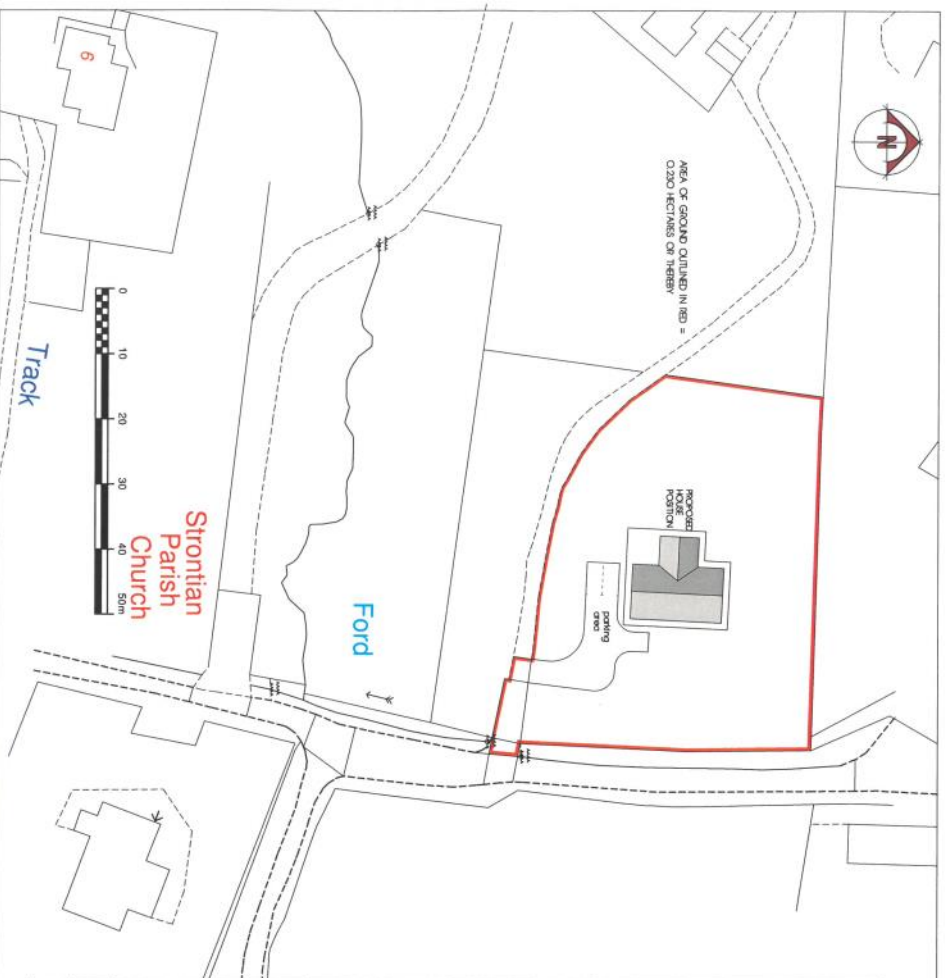 N
AREA OF GROUND OUTLINED IN RED =
0.230 HECTARES OR THEREBY
6
PROPOSED
HOUSE
POSITION
parking
area
Ford
0 10 20 30 40 50m
Track
Strontian
Parish
Church